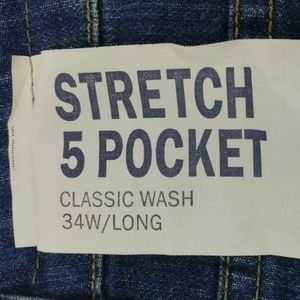 STRETCH
5 POCKET
CLASSIC WASH
34W/LONG